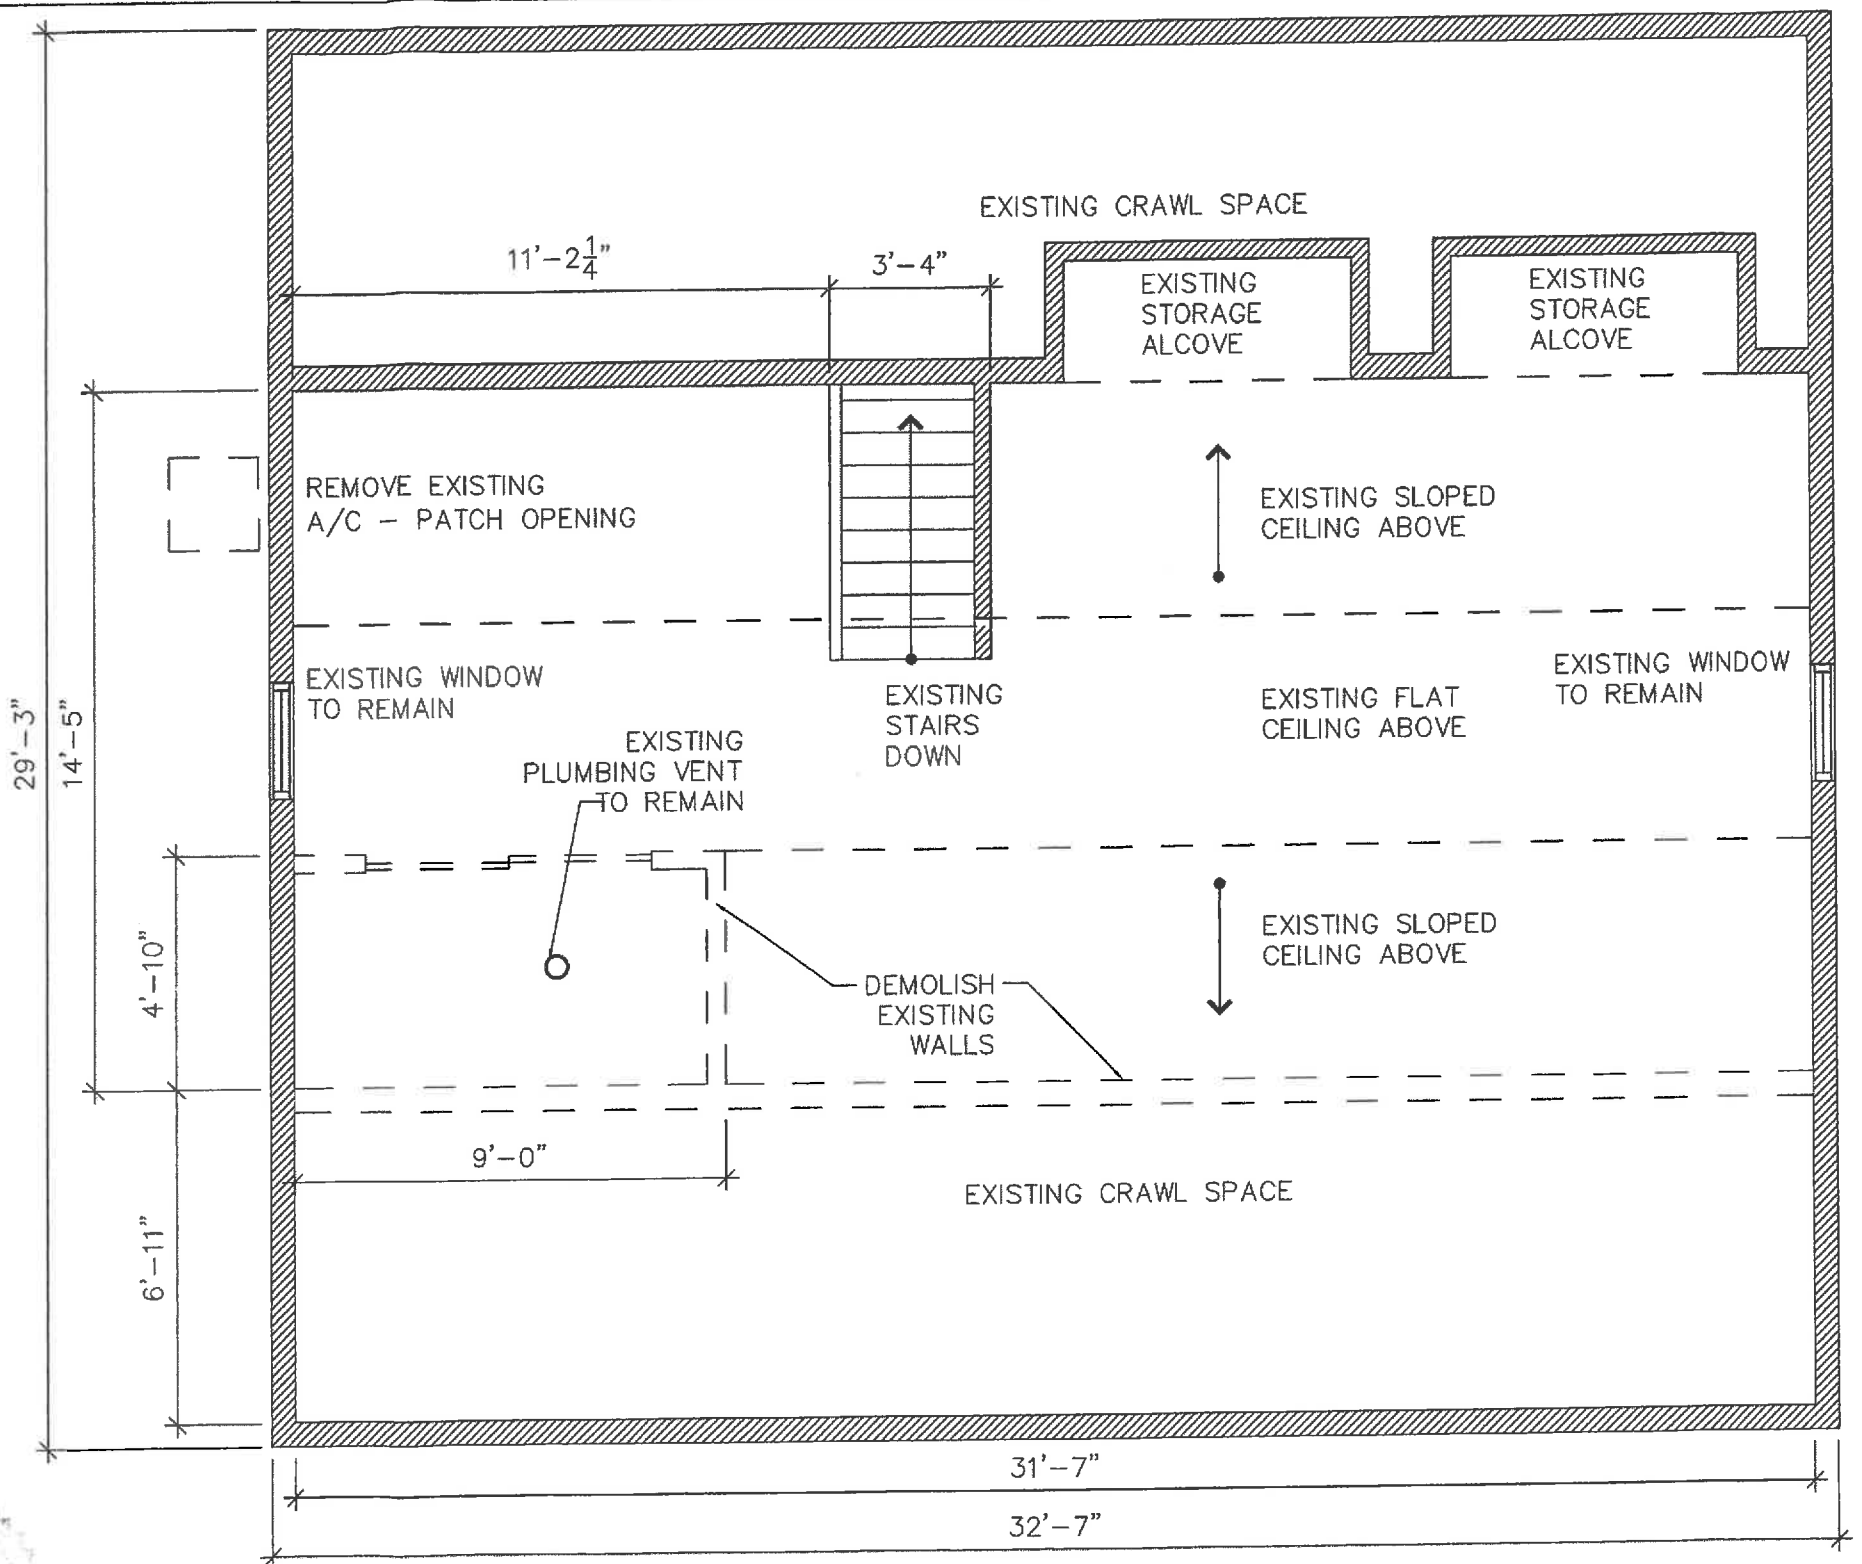 EXISTING CRAWL SPACE
11'-2 1/4"
3'-4"
EXISTING
STORAGE
ALCOVE
EXISTING
STORAGE
ALCOVE
REMOVE EXISTING
A/C – PATCH OPENING
EXISTING SLOPED
CEILING ABOVE
EXISTING WINDOW
TO REMAIN
EXISTING
STAIRS
DOWN
EXISTING FLAT
CEILING ABOVE
EXISTING WINDOW
TO REMAIN
29'-3"
14'-5"
EXISTING
PLUMBING VENT
TO REMAIN
4'-10"
EXISTING SLOPED
CEILING ABOVE
DEMOLISH
EXISTING
WALLS
9'-0"
EXISTING CRAWL SPACE
6'-11"
31'-7"
32'-7"